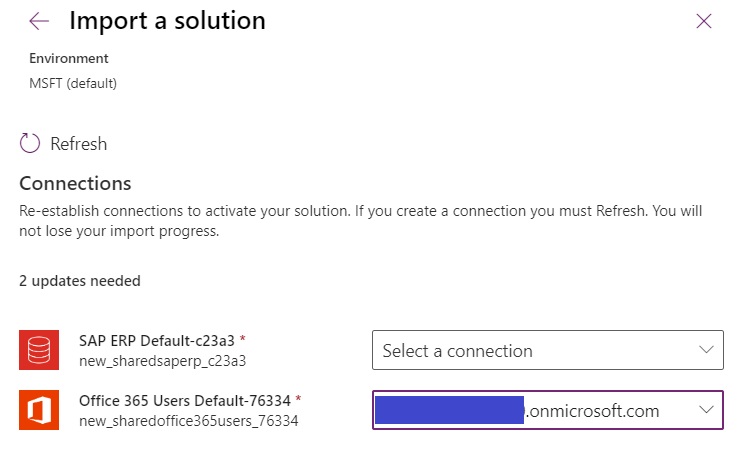 Import a solution
Environment
MSFT (default)
Refresh
Connections
Re-establish connections to activate your solution. If you create a connection you must Refresh. You will
not lose your import progress.
2 updates needed
SAP ERP Default-c23a3 *
new_sharedsaperp_c23a3
Select a connection
Office 365 Users Default-76334 *
new_sharedoffice365users_76334
.onmicrosoft.com